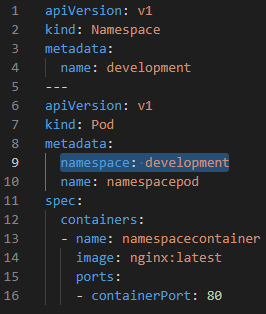 1 apiVersion: v1
2 kind: Namespace
3 metadata:
4   name: development
5 ---
6 apiVersion: v1
7 kind: Pod
8 metadata:
9   namespace: development
10   name: namespacepod
11 spec:
12   containers:
13   - name: namespacecontainer
14     image: nginx:latest
15     ports:
16     - containerPort: 80